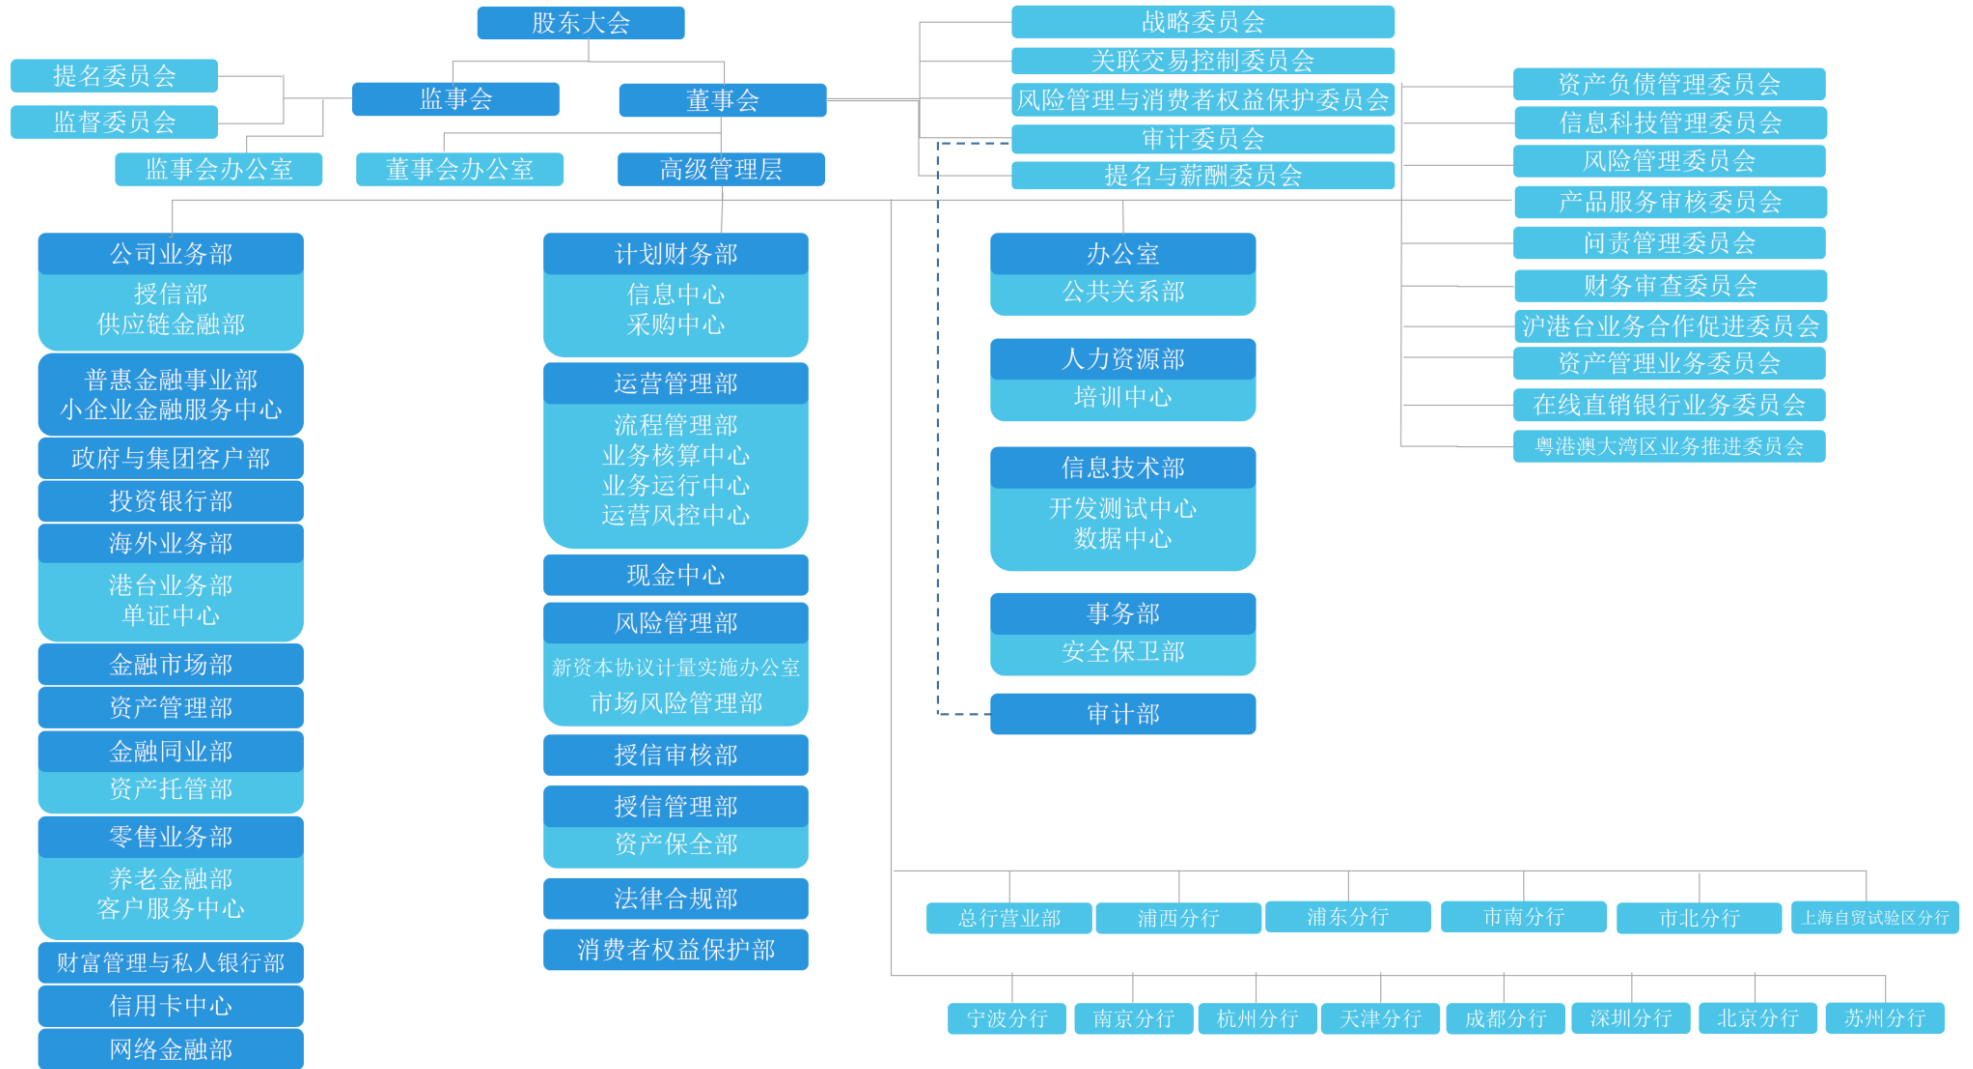 股东大会
提名委员会
监督委员会
监事会
董事会
监事会办公室
董事会办公室
高级管理层
战略委员会
关联交易控制委员会
风险管理与消费者权益保护委员会
审计委员会
提名与薪酬委员会
资产负债管理委员会
信息科技管理委员会
风险管理委员会
产品服务审核委员会
问责管理委员会
财务审查委员会
沪港台业务合作促进委员会
资产管理业务委员会
在线直销银行业务委员会
粤港澳大湾区业务推进委员会
公司业务部
授信部
供应链金融部
普惠金融事业部
小企业金融服务中心
政府与集团客户部
投资银行部
海外业务部
港台业务部
单证中心
金融市场部
资产管理部
金融同业部
资产托管部
零售业务部
养老金融部
客户服务中心
财富管理与私人银行部
信用卡中心
网络金融部
计划财务部
信息中心
采购中心
运营管理部
流程管理部
业务核算中心
业务运行中心
运营风控中心
现金中心
风险管理部
新资本协议计量实施办公室
市场风险管理部
授信审核部
授信管理部
资产保全部
法律合规部
消费者权益保护部
办公室
公共关系部
人力资源部
培训中心
信息技术部
开发测试中心
数据中心
事务部
安全保卫部
审计部
总行营业部
浦西分行
浦东分行
市南分行
市北分行
上海自贸试验区分行
宁波分行
南京分行
杭州分行
天津分行
成都分行
深圳分行
北京分行
苏州分行